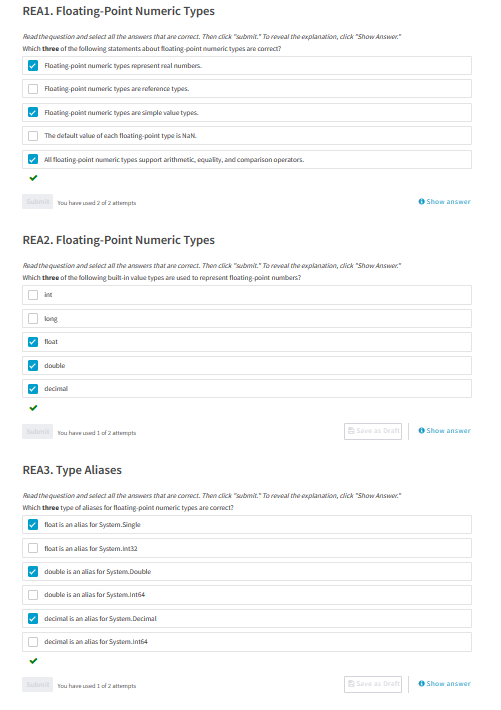 REA1. Floating-Point Numeric Types
Read the question and select all the answers that are correct. Then click "submit." To reveal the explanation, click "Show Answer."
Which three of the following statements about floating-point numeric types are correct?
Floating-point numeric types represent real numbers.
Floating-point numeric types are reference types.
Floating-point numeric types are simple value types.
The default value of each floating-point type is NaN.
All floating-point numeric types support arithmetic, equality, and comparison operators.
Submit You have used 2 of 2 attempts Show answer
REA2. Floating-Point Numeric Types
Read the question and select all the answers that are correct. Then click "submit." To reveal the explanation, click "Show Answer."
Which three of the following built-in value types are used to represent floating-point numbers?
int
long
float
double
decimal
Submit You have used 1 of 2 attempts Save as Draft Show answer
REA3. Type Aliases
Read the question and select all the answers that are correct. Then click "submit." To reveal the explanation, click "Show Answer."
Which three type of aliases for floating-point numeric types are correct?
float is an alias for System.Single
float is an alias for System.Int32
double is an alias for System.Double
double is an alias for System.Int64
decimal is an alias for System.Decimal
decimal is an alias for System.Int64
Submit You have used 1 of 2 attempts Save as Draft Show answer